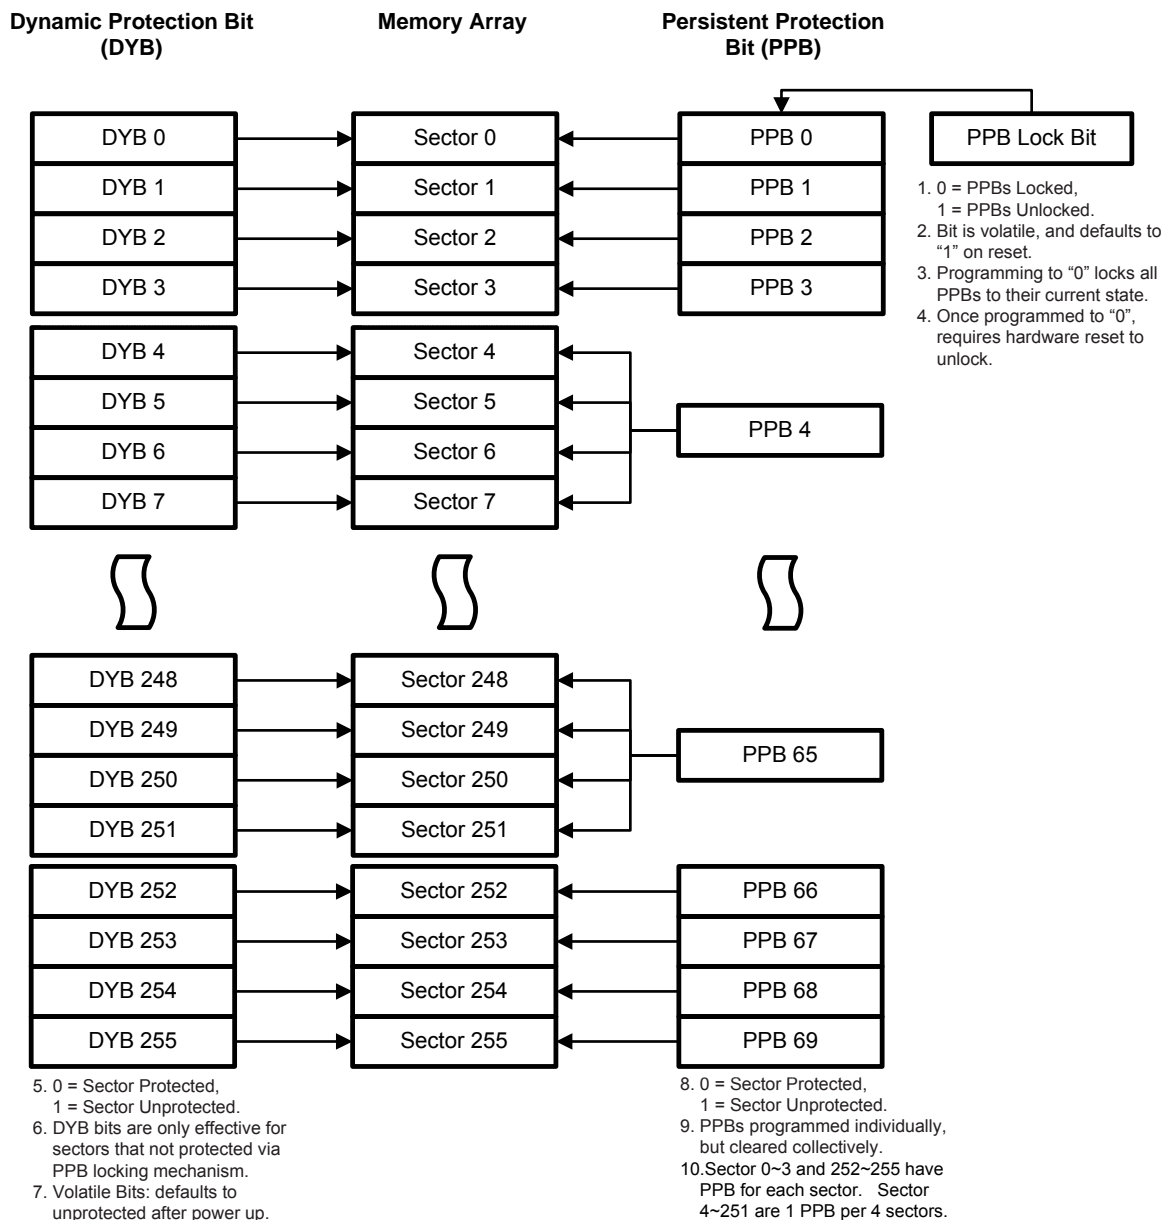 Dynamic Protection Bit
(DYB)
Memory Array
Persistent Protection
Bit (PPB)
DYB 0
Sector 0
PPB 0
PPB Lock Bit
DYB 1
Sector 1
PPB 1
DYB 2
Sector 2
PPB 2
DYB 3
Sector 3
PPB 3
1. 0 = PPBs Locked,
1 = PPBs Unlocked.
2. Bit is volatile, and defaults to
“1” on reset.
3. Programming to “0” locks all
PPBs to their current state.
4. Once programmed to “0”,
requires hardware reset to
unlock.
DYB 4
Sector 4
DYB 5
Sector 5
DYB 6
Sector 6
DYB 7
Sector 7
PPB 4
DYB 248
Sector 248
DYB 249
Sector 249
DYB 250
Sector 250
DYB 251
Sector 251
PPB 65
DYB 252
Sector 252
PPB 66
DYB 253
Sector 253
PPB 67
DYB 254
Sector 254
PPB 68
DYB 255
Sector 255
PPB 69
5. 0 = Sector Protected,
1 = Sector Unprotected.
6. DYB bits are only effective for
sectors that not protected via
PPB locking mechanism.
7. Volatile Bits: defaults to
unprotected after power up.
8. 0 = Sector Protected,
1 = Sector Unprotected.
9. PPBs programmed individually,
but cleared collectively.
10.Sector 0~3 and 252~255 have
PPB for each sector. Sector
4~251 are 1 PPB per 4 sectors.